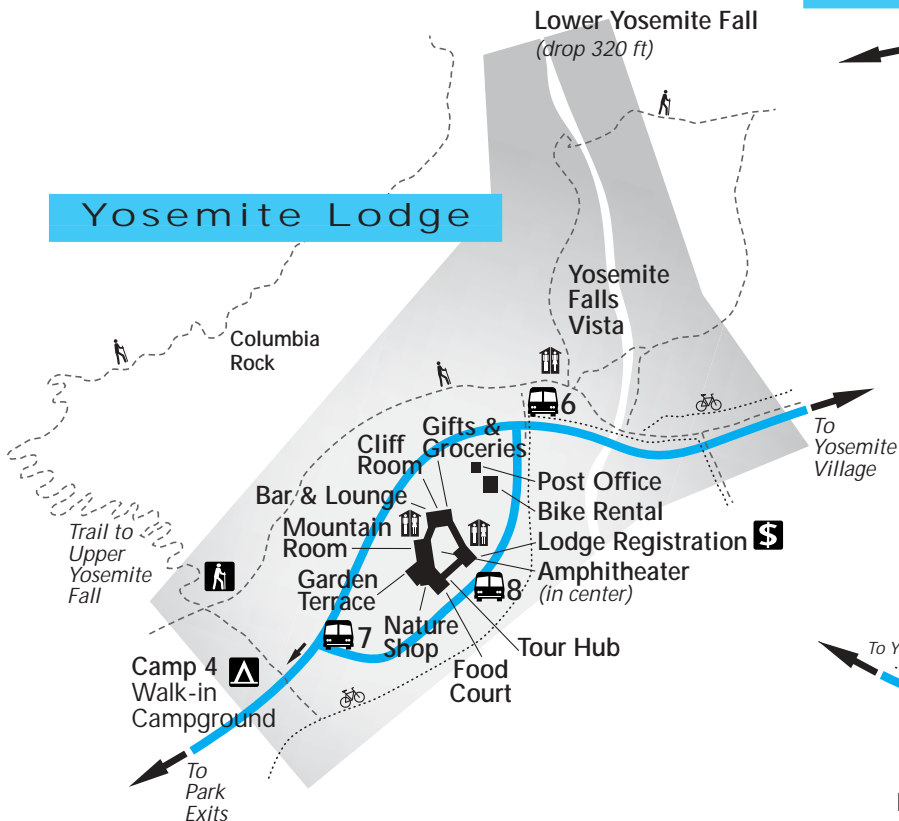 Lower Yosemite Fall
(drop 320 ft)
Yosemite Lodge
Yosemite
Falls
Vista
Columbia
Rock
6
To
Yosemite
Village
Gifts &
Groceries
Cliff
Room
Bar & Lounge
Mountain
Room
Garden
Terrace
Post Office
Bike Rental
Lodge Registration $
Amphitheater
(in center)
8
Trail to
Upper
Yosemite
Fall
7
Nature
Shop
Tour Hub
Food
Court
Camp 4
Walk-in
Campground
To
Park
Exits
To Y